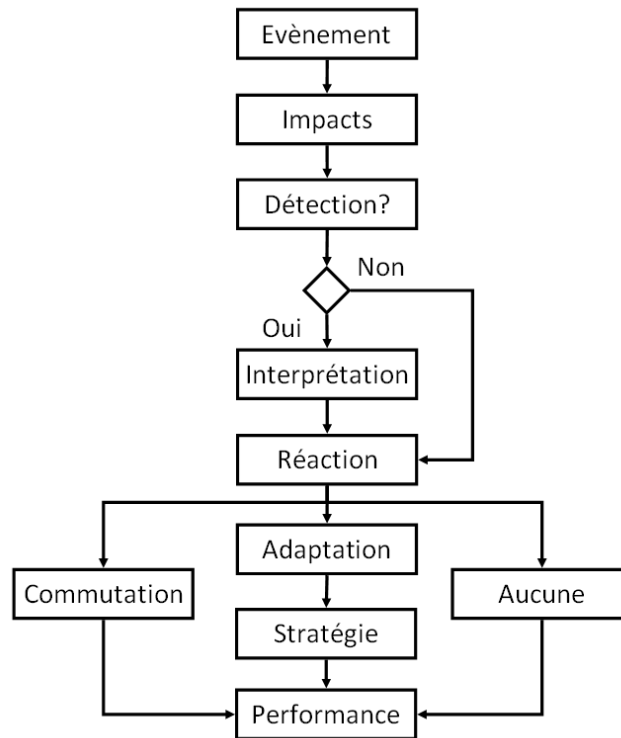 Evènement
Impacts
Détection?
Non
Oui
Interprétation
Réaction
Adaptation
Commutation
Aucune
Stratégie
Performance